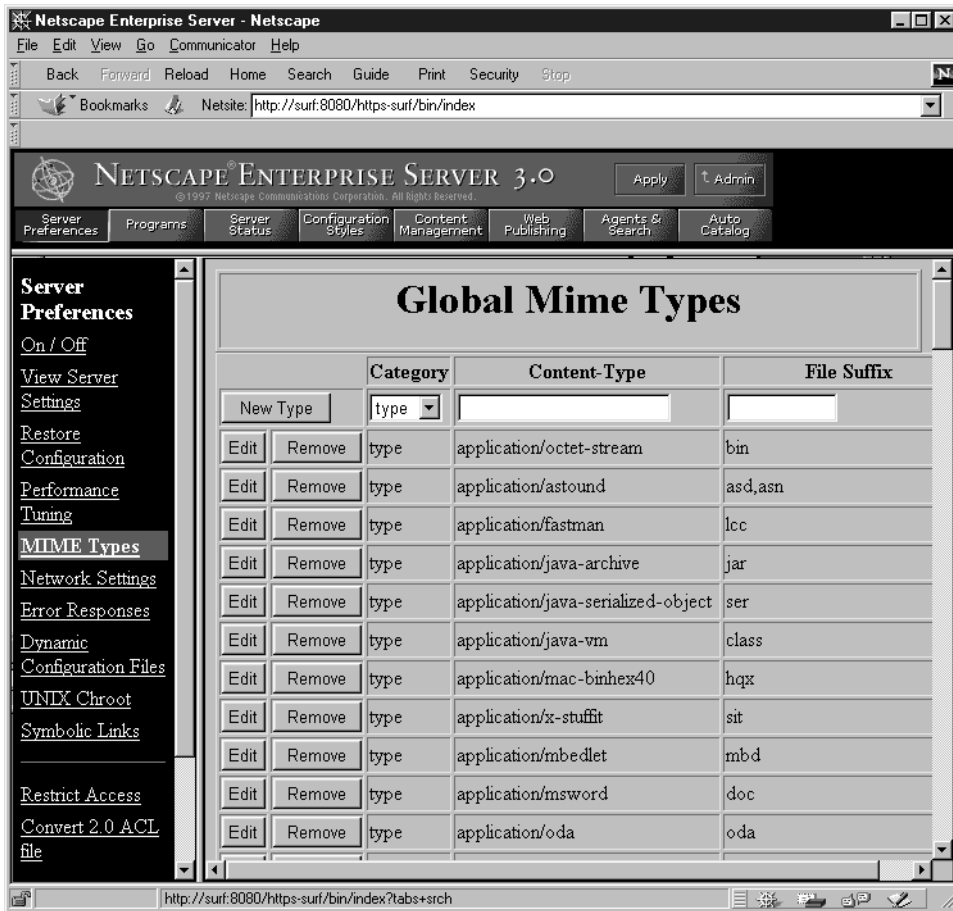 Netscape Enterprise Server - Netscape
File Edit View Go Communicator Help
Back Forward Reload Home Search Guide Print Security Stop
N
Bookmarks Netsite: http://surf:8080/https-surf/bin/index
NETSCAPE® ENTERPRISE SERVER 3.0
©1997 Netscape Communications Corporation. All Rights Reserved.
Apply Admin
Server Preferences Programs Server Status Configuration Styles Content Management Web Publishing Agents & Search Auto Catalog
Server
Preferences
On / Off
View Server
Settings
Restore
Configuration
Performance
Tuning
MIME Types
Network Settings
Error Responses
Dynamic
Configuration Files
UNIX Chroot
Symbolic Links
Restrict Access
Convert 2.0 ACL
file
Global Mime Types
Category Content-Type File Suffix
New Type type
Edit Remove type application/octet-stream bin
Edit Remove type application/astound asd,asn
Edit Remove type application/fastman lcc
Edit Remove type application/java-archive jar
Edit Remove type application/java-serialized-object ser
Edit Remove type application/java-vm class
Edit Remove type application/mac-binhex40 hqx
Edit Remove type application/x-stuffit sit
Edit Remove type application/mbedlet mbd
Edit Remove type application/msword doc
Edit Remove type application/oda oda
http://surf:8080/https-surf/bin/index?tabs+srch